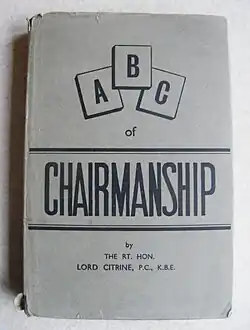 A B C
of
CHAIRMANSHIP
by
THE RT. HON.
LORD CITRINE, P.C., K.B.E.